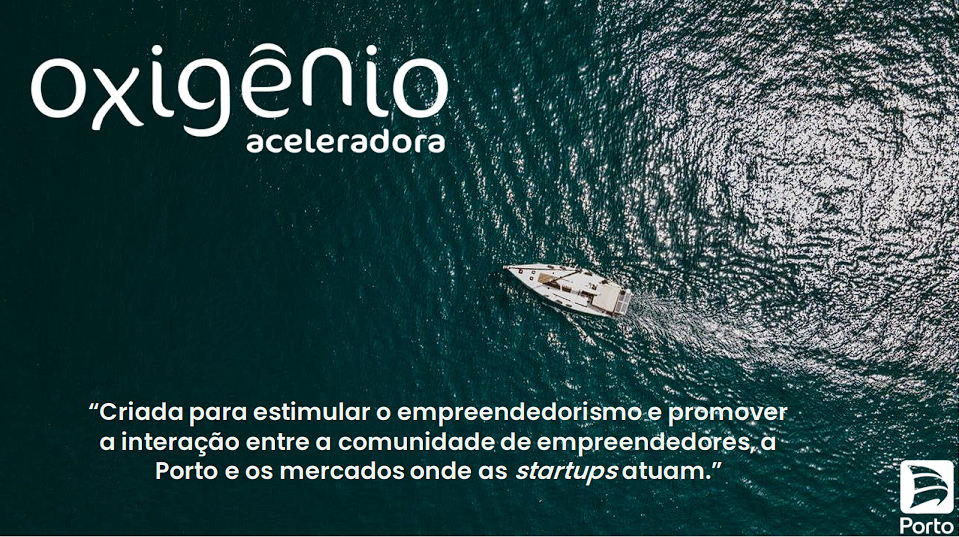 oxigênio
aceleradora
“Criada para estimular o empreendedorismo e promover
a interação entre a comunidade de empreendedores, a
Porto e os mercados onde as startups atuam.”
Porto